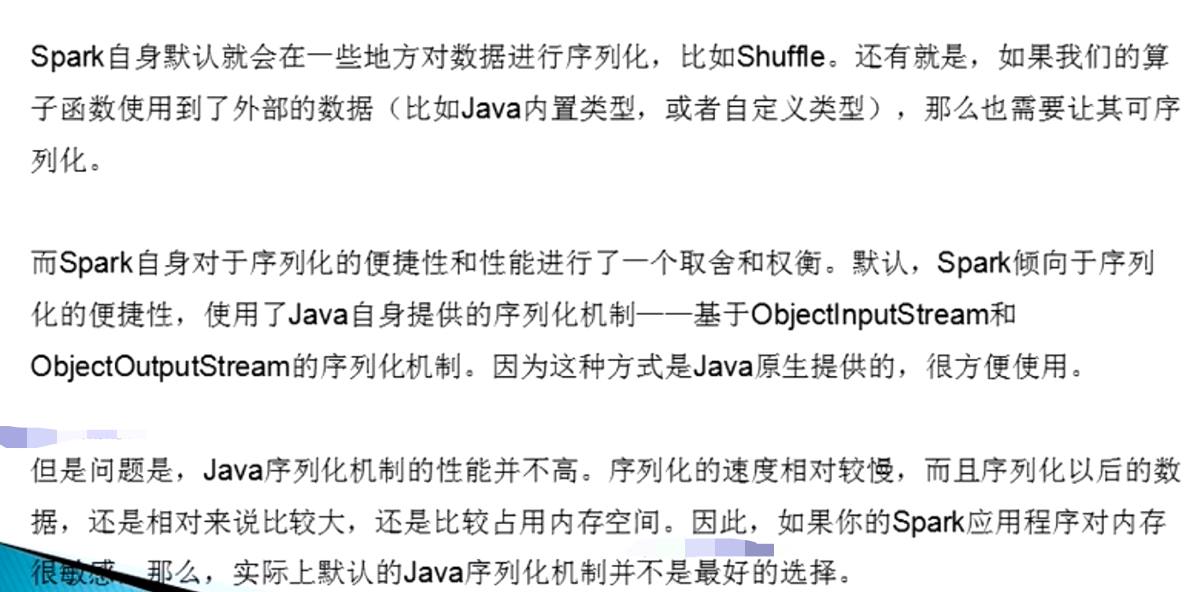 Spark自身默认就会在一些地方对数据进行序列化，比如Shuffle。还有就是，如果我们的算
子函数使用到了外部的数据（比如Java内置类型，或者自定义类型），那么也需要让其可序
列化。
而Spark自身对于序列化的便捷性和性能进行了一个取舍和权衡。默认，Spark倾向于序列
化的便捷性，使用了Java自身提供的序列化机制——基于ObjectInputStream和
ObjectOutputStream的序列化机制。因为这种方式是Java原生提供的，很方便使用。
但是问题是，Java序列化机制的性能并不高。序列化的速度相对较慢，而且序列化以后的数
据，还是相对来说比较大，还是比较占用内存空间。因此，如果你的Spark应用程序对内存
很敏感，那么，实际上默认的Java序列化机制并不是最好的选择。